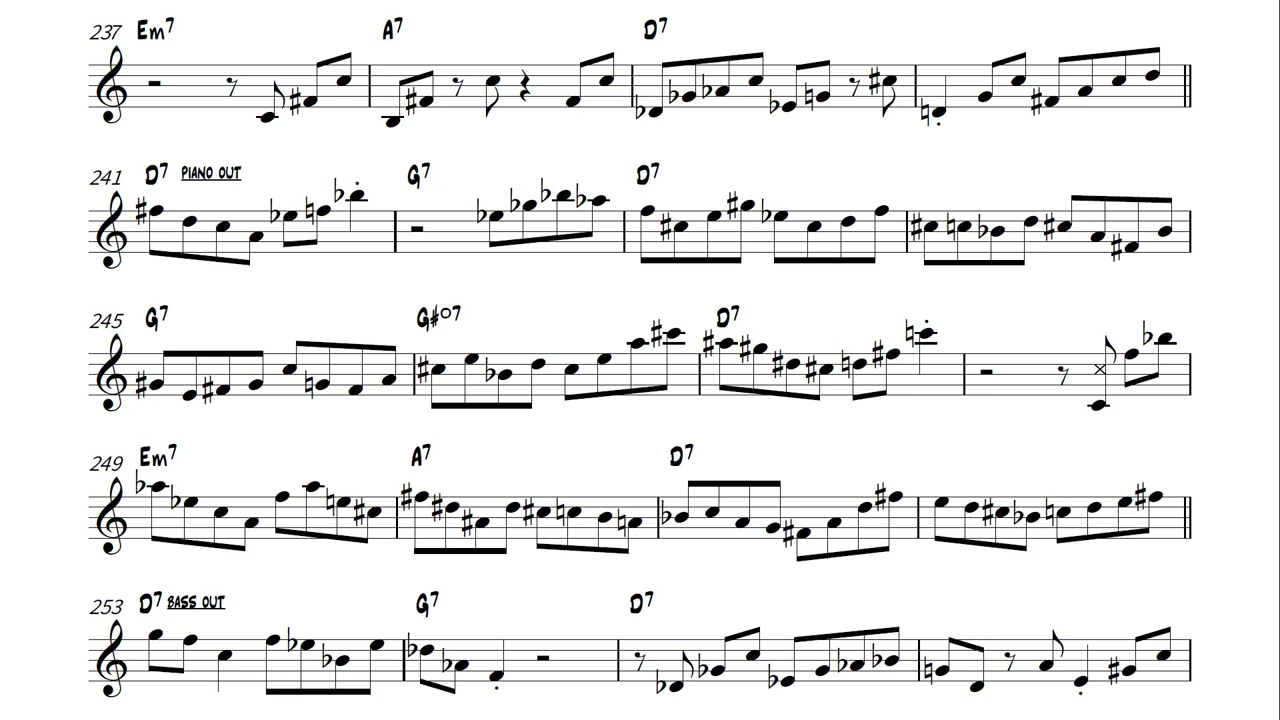 237 Em7 A7 D7
241 D7 PIANO OUT G7 D7
245 G7 G#o7 D7
249 Em7 A7 D7
253 D7 BASS OUT G7 D7